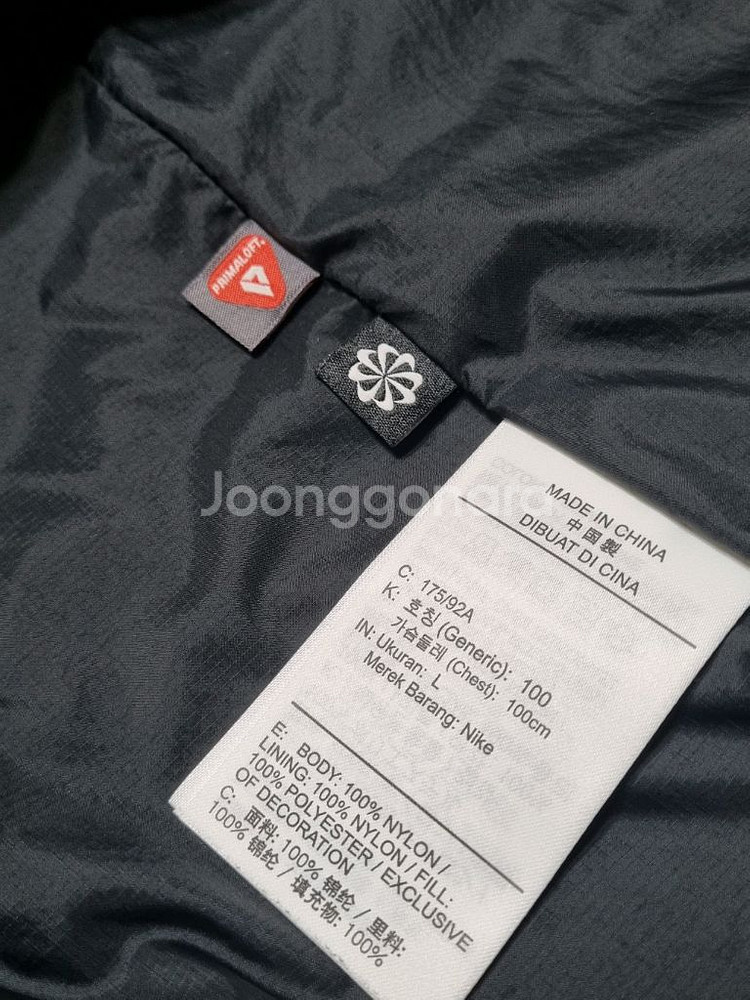 PRIMALOFT®
Joonggonara
MADE IN CHINA
中国製
DIBUAT DI CINA
C: 175/92A
K: 호칭 (Generic): 100
가슴둘레 (Chest): 100cm
IN: Ukuran: L
Merek Barang: Nike
E: BODY: 100% NYLON /
LINING: 100% NYLON / FILL:
100% POLYESTER / EXCLUSIVE
OF DECORATION
C: 面料: 100% 锦纶 / 里料:
100% 锦纶 / 填充物: 100%